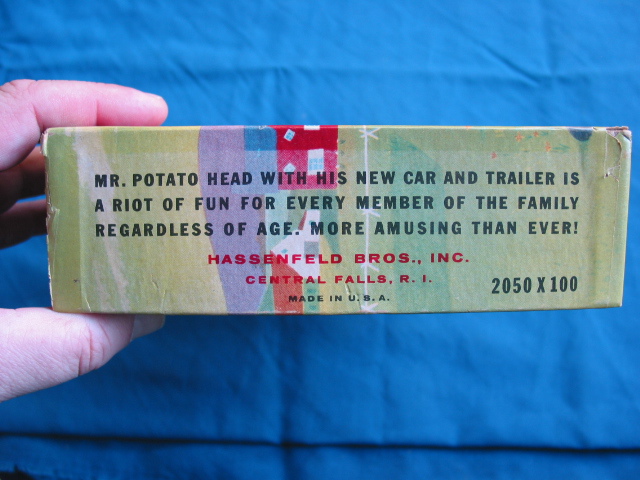 MR. POTATO HEAD WITH HIS NEW CAR AND TRAILER IS
A RIOT OF FUN FOR EVERY MEMBER OF THE FAMILY
REGARDLESS OF AGE. MORE AMUSING THAN EVER!
HASSENFELD BROS., INC.
CENTRAL FALLS, R. I.
MADE IN U.S.A.
2050 X 100